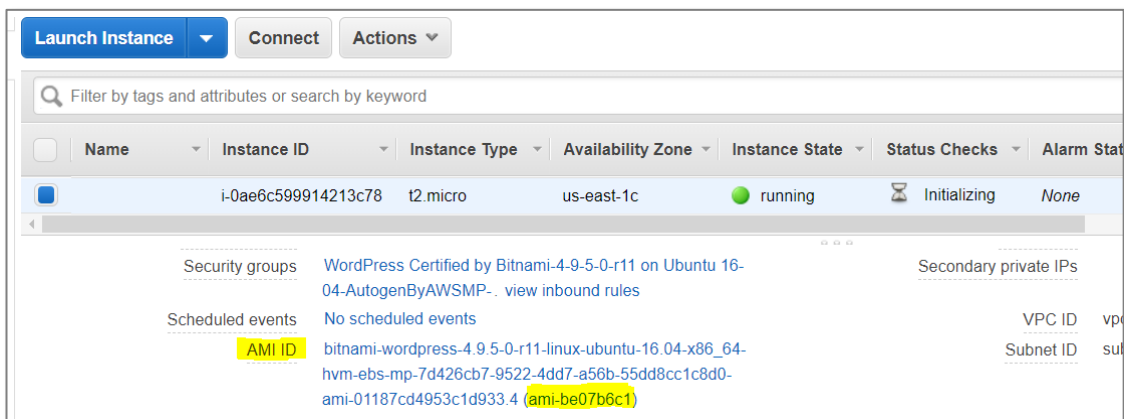 Launch Instance Connect Actions
Filter by tags and attributes or search by keyword
Name Instance ID Instance Type Availability Zone Instance State Status Checks Alarm Stat
i-0ae6c599914213c78 t2.micro us-east-1c running Initializing None
Security groups WordPress Certified by Bitnami-4-9-5-0-r11 on Ubuntu 16- Secondary private IPs
04-AutogenByAWSMP-. view inbound rules
Scheduled events No scheduled events VPC ID vpc
AMI ID bitnami-wordpress-4.9.5-0-r11-linux-ubuntu-16.04-x86_64- Subnet ID sub
hvm-ebs-mp-7d426cb7-9522-4dd7-a56b-55dd8cc1c8d0-
ami-01187cd4953c1d933.4 (ami-be07b6c1)